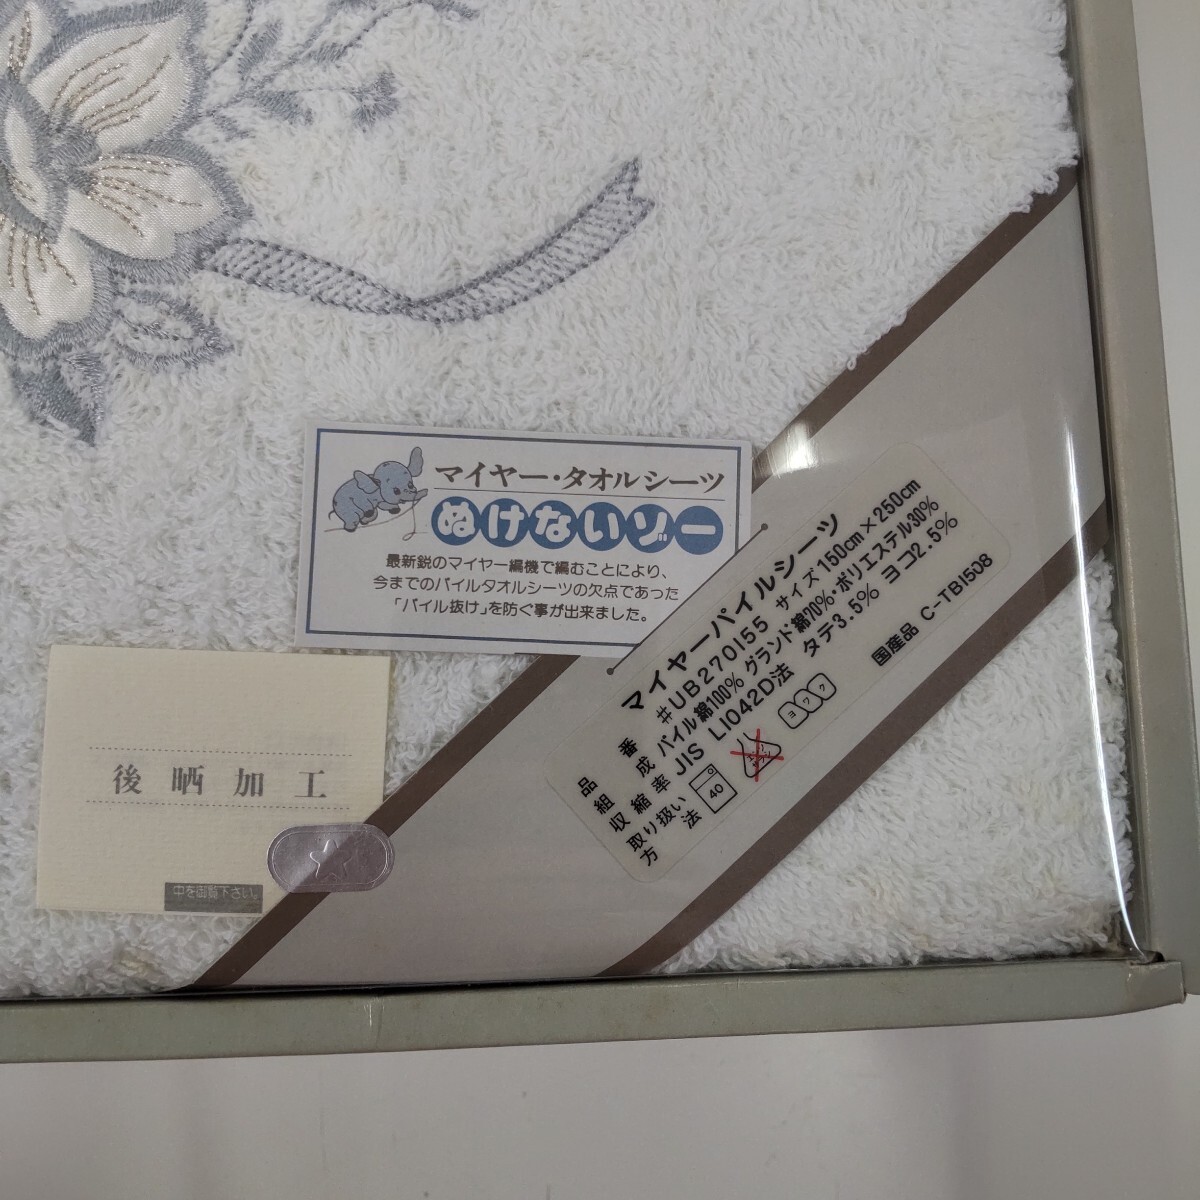 マイヤー・タオルシーツ
ぬけないゾー
最新鋭のマイヤー編機で編むことにより、
今までのパイルタオルシーツの欠点であった
「パイル抜け」を防ぐ事が出来ました。
後晒加工
中を御覧下さい。
マイヤーパイルシーツ
品番 #UB270155 サイズ150cm×250cm
組成 パイル綿100% グランド綿70%・ポリエステル30%
収縮率 JIS L1042D法 タテ3.5% ヨコ2.5%
取り扱い方法 40 ヨワク
国産品 C-TB1508